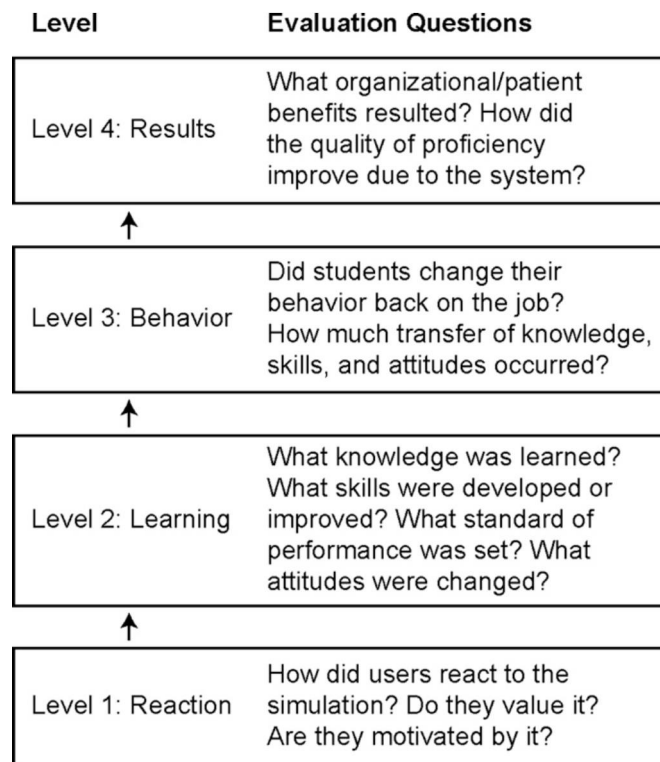 Level Evaluation Questions
Level 4: Results
What organizational/patient
benefits resulted? How did
the quality of proficiency
improve due to the system?
Level 3: Behavior
Did students change their
behavior back on the job?
How much transfer of knowledge,
skills, and attitudes occurred?
Level 2: Learning
What knowledge was learned?
What skills were developed or
improved? What standard of
performance was set? What
attitudes were changed?
Level 1: Reaction
How did users react to the
simulation? Do they value it?
Are they motivated by it?